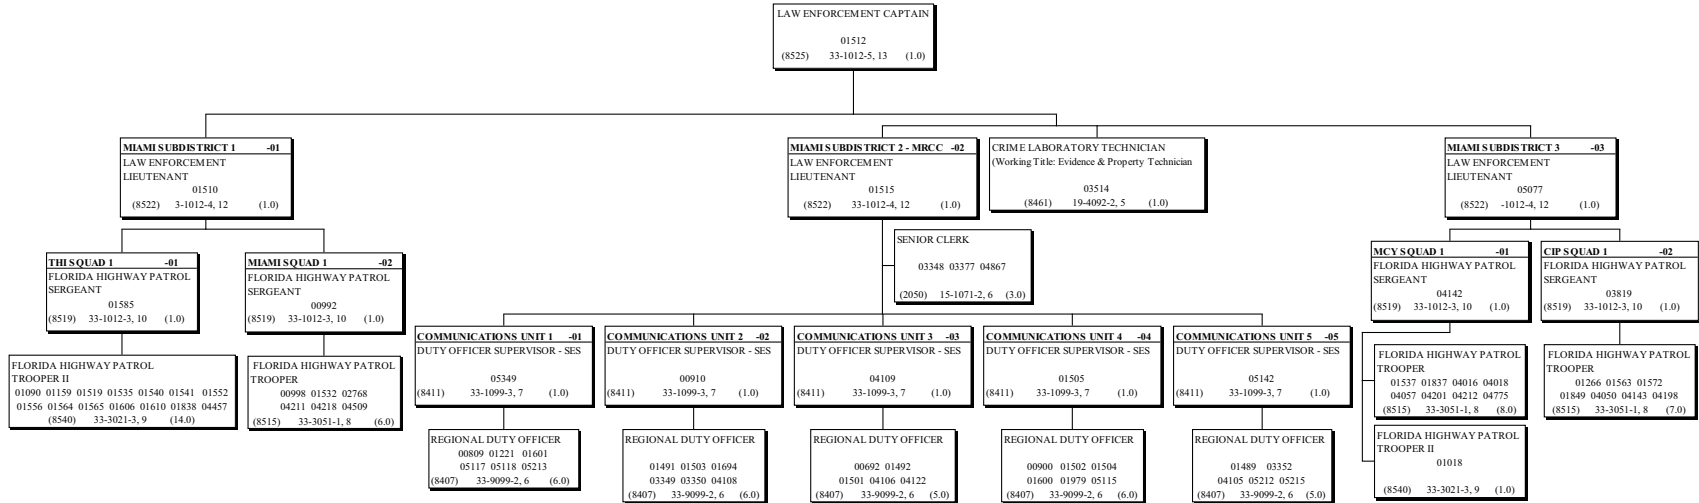 LAW ENFORCEMENT CAPTAIN
01512
(8525) 33-1012-5, 13 (1.0)
MIAMI SUBDISTRICT 1 -01
LAW ENFORCEMENT
LIEUTENANT
01510
(8522) 3-1012-4, 12 (1.0)
MIAMI SUBDISTRICT 2 - MRCC -02
LAW ENFORCEMENT
LIEUTENANT
01515
(8522) 33-1012-4, 12 (1.0)
CRIME LABORATORY TECHNICIAN
(Working Title: Evidence & Property Technician
03514
(8461) 19-4092-2, 5 (1.0)
MIAMI SUBDISTRICT 3 -03
LAW ENFORCEMENT
LIEUTENANT
05077
(8522) -1012-4, 12 (1.0)
THI SQUAD 1 -01
FLORIDA HIGHWAY PATROL
SERGEANT
01585
(8519) 33-1012-3, 10 (1.0)
MIAMI SQUAD 1 -02
FLORIDA HIGHWAY PATROL
SERGEANT
00992
(8519) 33-1012-3, 10 (1.0)
SENIOR CLERK
03348 03377 04867
(2050) 15-1071-2, 6 (3.0)
MCY SQUAD 1 -01
FLORIDA HIGHWAY PATROL
SERGEANT
04142
(8519) 33-1012-3, 10 (1.0)
CIP SQUAD 1 -02
FLORIDA HIGHWAY PATROL
SERGEANT
03819
(8519) 33-1012-3, 10 (1.0)
FLORIDA HIGHWAY PATROL
TROOPER II
01090 01159 01519 01535 01540 01541 01552
01556 01564 01565 01606 01610 01838 04457
(8540) 33-3021-3, 9 (14.0)
FLORIDA HIGHWAY PATROL
TROOPER
00998 01532 02768
04211 04218 04509
(8515) 33-3051-1, 8 (6.0)
COMMUNICATIONS UNIT 1 -01
DUTY OFFICER SUPERVISOR - SES
05349
(8411) 33-1099-3, 7 (1.0)
COMMUNICATIONS UNIT 2 -02
DUTY OFFICER SUPERVISOR - SES
00910
(8411) 33-1099-3, 7 (1.0)
COMMUNICATIONS UNIT 3 -03
DUTY OFFICER SUPERVISOR - SES
04109
(8411) 33-1099-3, 7 (1.0)
COMMUNICATIONS UNIT 4 -04
DUTY OFFICER SUPERVISOR - SES
01505
(8411) 33-1099-3, 7 (1.0)
COMMUNICATIONS UNIT 5 -05
DUTY OFFICER SUPERVISOR - SES
05142
(8411) 33-1099-3, 7 (1.0)
FLORIDA HIGHWAY PATROL
TROOPER
01537 01837 04016 04018
04057 04201 04212 04775
(8515) 33-3051-1, 8 (8.0)
FLORIDA HIGHWAY PATROL
TROOPER
01266 01563 01572
01849 04050 04143 04198
(8515) 33-3051-1, 8 (7.0)
REGIONAL DUTY OFFICER
00809 01221 01601
05117 05118 05213
(8407) 33-9099-2, 6 (6.0)
REGIONAL DUTY OFFICER
01491 01503 01694
03349 03350 04108
(8407) 33-9099-2, 6 (6.0)
REGIONAL DUTY OFFICER
00692 01492
01501 04106 04122
(8407) 33-9099-2, 6 (5.0)
REGIONAL DUTY OFFICER
00900 01502 01504
01600 01979 05115
(8407) 33-9099-2, 6 (6.0)
REGIONAL DUTY OFFICER
01489 03352
04105 05212 05215
(8407) 33-9099-2, 6 (5.0)
FLORIDA HIGHWAY PATROL
TROOPER II
01018
(8540) 33-3021-3, 9 (1.0)